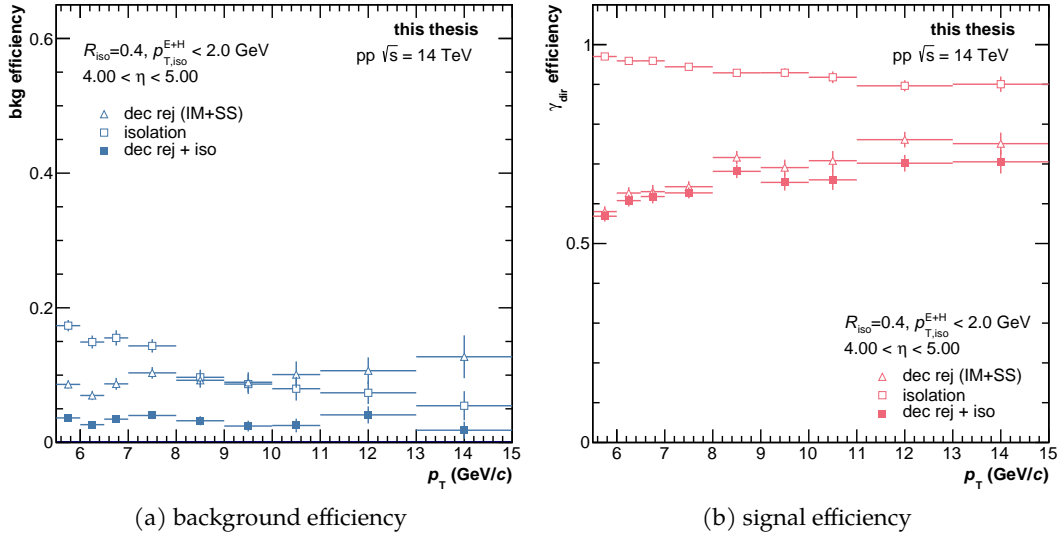 this thesis
pp √s = 14 TeV
R_iso=0.4, p_T,iso^E+H < 2.0 GeV
4.00 < η < 5.00
dec rej (IM+SS)
isolation
dec rej + iso
bkg efficiency
0.6
0.4
0.2
0
6 7 8 9 10 11 12 13 14 15
p_T (GeV/c)
(a) background efficiency
this thesis
pp √s = 14 TeV
γ_dir efficiency
1
0.5
0
R_iso=0.4, p_T,iso^E+H < 2.0 GeV
4.00 < η < 5.00
dec rej (IM+SS)
isolation
dec rej + iso
6 7 8 9 10 11 12 13 14 15
p_T (GeV/c)
(b) signal efficiency